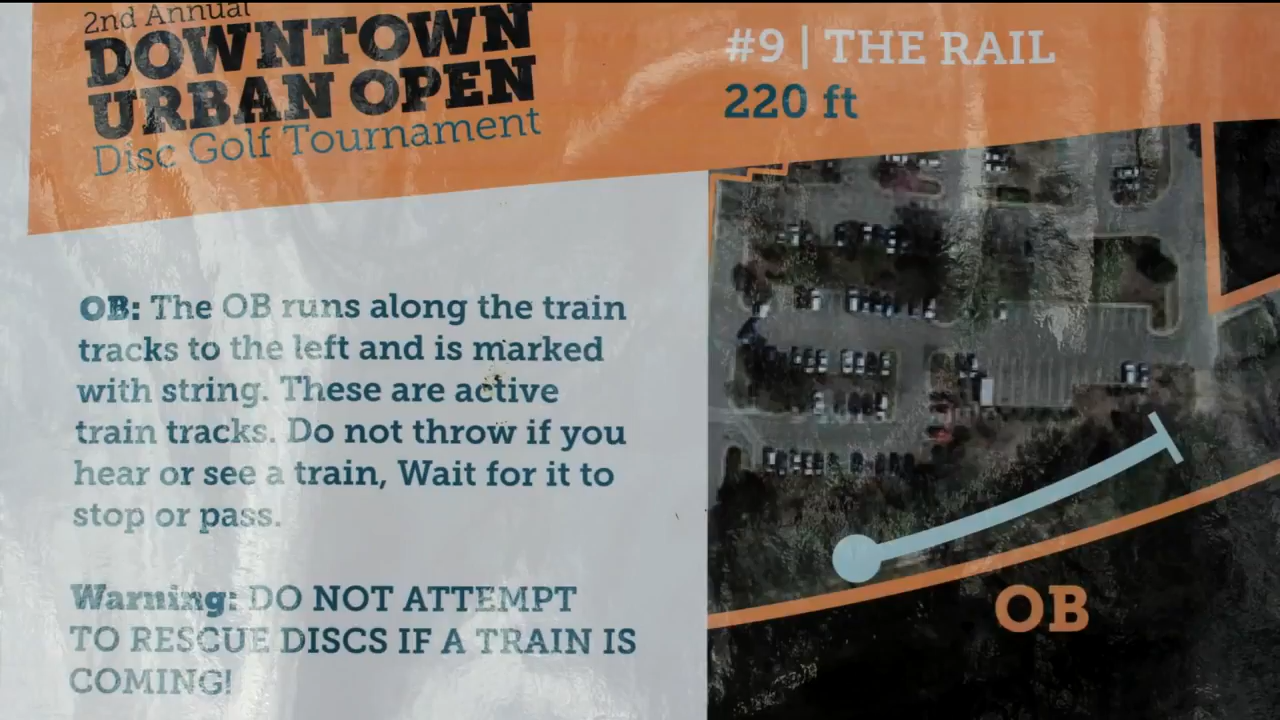 2nd Annual
DOWNTOWN
URBAN OPEN
Disc Golf Tournament
#9 | THE RAIL
220 ft
OB: The OB runs along the train
tracks to the left and is marked
with string. These are active
train tracks. Do not throw if you
hear or see a train, Wait for it to
stop or pass.
Warning: DO NOT ATTEMPT
TO RESCUE DISCS IF A TRAIN IS
COMING!
OB